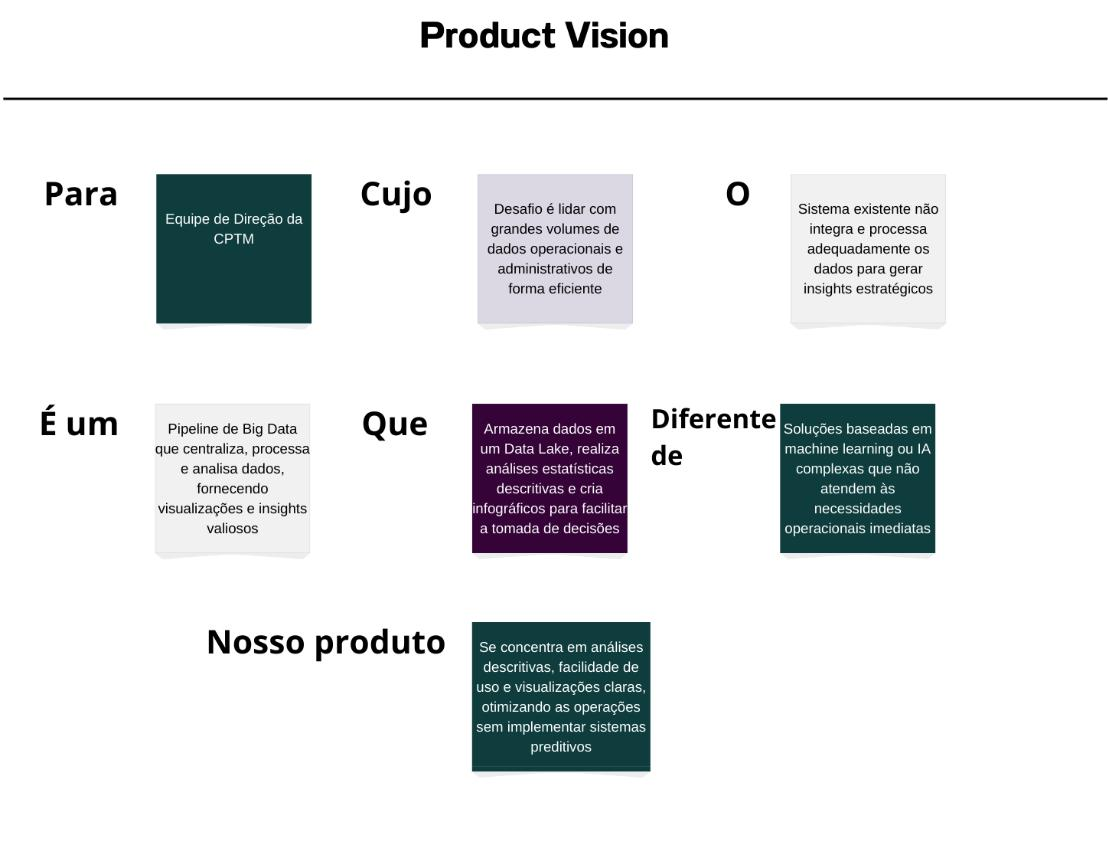 Product Vision
Para
Equipe de Direção da
CPTM
Cujo
Desafio é lidar com
grandes volumes de
dados operacionais e
administrativos de
forma eficiente
O
Sistema existente não
integra e processa
adequadamente os
dados para gerar
insights estratégicos
É um
Pipeline de Big Data
que centraliza, processa
e analisa dados,
fornecendo
visualizações e insights
valiosos
Que
Armazena dados em
um Data Lake, realiza
análises estatísticas
descritivas e cria
infográficos para facilitar
a tomada de decisões
Diferente
de
Soluções baseadas em
machine learning ou IA
complexas que não
atendem às
necessidades
operacionais imediatas
Nosso produto
Se concentra em análises
descritivas, facilidade de
uso e visualizações claras,
otimizando as operações
sem implementar sistemas
preditivos